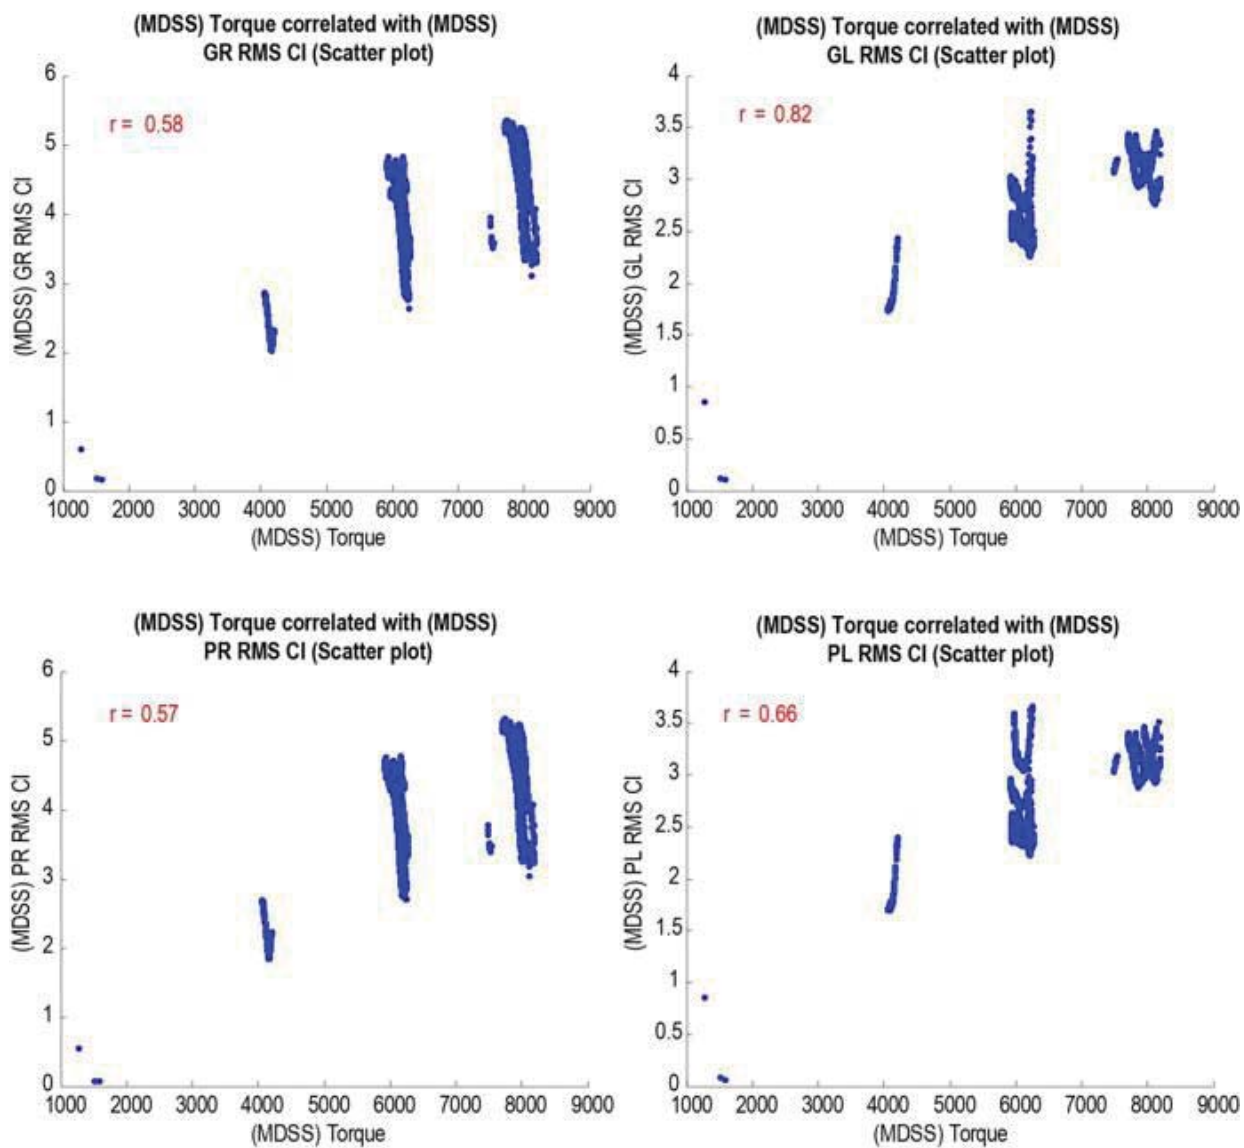 (MDSS) Torque correlated with (MDSS)
GR RMS CI (Scatter plot)
6
5
4
3
2
1
0
r = 0.58
(MDSS) GR RMS CI
1000 2000 3000 4000 5000 6000 7000 8000 9000
(MDSS) Torque
(MDSS) Torque correlated with (MDSS)
GL RMS CI (Scatter plot)
4
3.5
3
2.5
2
1.5
1
0.5
0
r = 0.82
(MDSS) GL RMS CI
1000 2000 3000 4000 5000 6000 7000 8000 9000
(MDSS) Torque
(MDSS) Torque correlated with (MDSS)
PR RMS CI (Scatter plot)
6
5
4
3
2
1
0
r = 0.57
(MDSS) PR RMS CI
1000 2000 3000 4000 5000 6000 7000 8000 9000
(MDSS) Torque
(MDSS) Torque correlated with (MDSS)
PL RMS CI (Scatter plot)
4
3.5
3
2.5
2
1.5
1
0.5
0
r = 0.66
(MDSS) PL RMS CI
1000 2000 3000 4000 5000 6000 7000 8000 9000
(MDSS) Torque